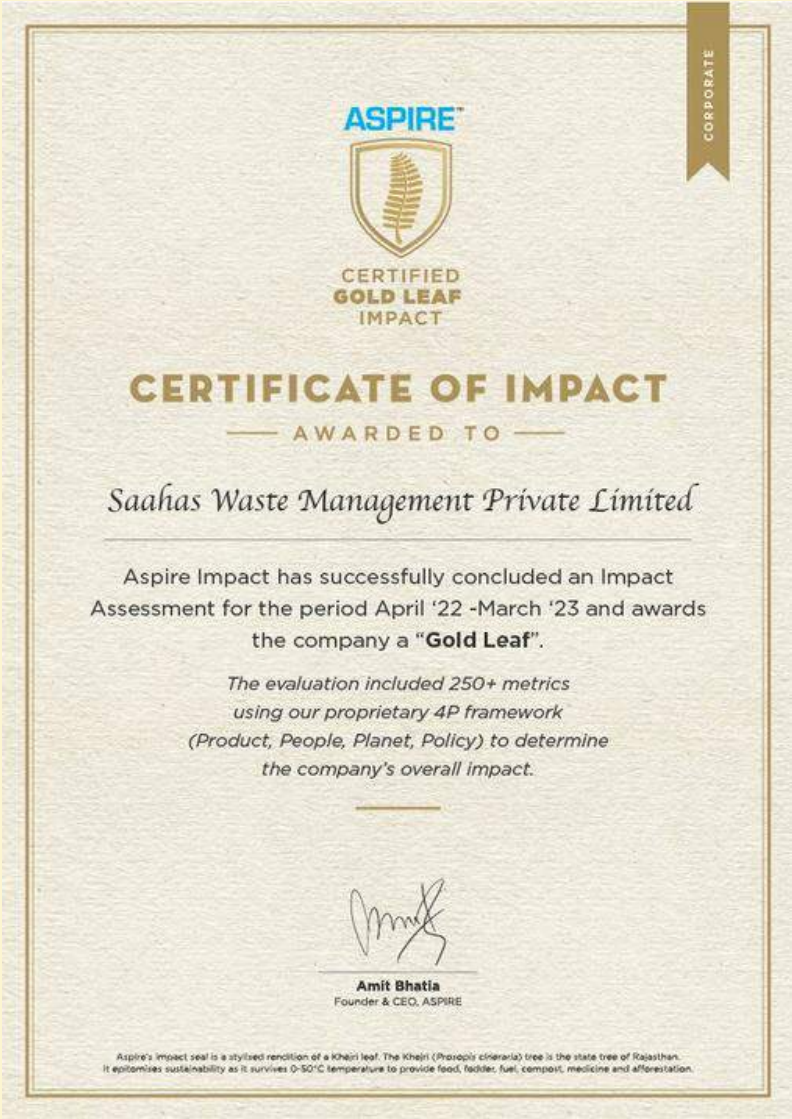 CORPORATE
ASPIRE™
CERTIFIED
GOLD LEAF
IMPACT
CERTIFICATE OF IMPACT
AWARDED TO
Saahas Waste Management Private Limited
Aspire Impact has successfully concluded an Impact
Assessment for the period April ‘22 -March ‘23 and awards
the company a “Gold Leaf”.
The evaluation included 250+ metrics
using our proprietary 4P framework
(Product, People, Planet, Policy) to determine
the company’s overall impact.
Amit Bhatia
Founder & CEO, ASPIRE
Aspire's impact seal is a stylised rendition of a Khejri leaf. The Khejri (Prosopis cineraria) tree is the state tree of Rajasthan.
It epitomises sustainability as it survives 0-50°C temperature to provide food, fodder, fuel, compost, medicine and afforestation.